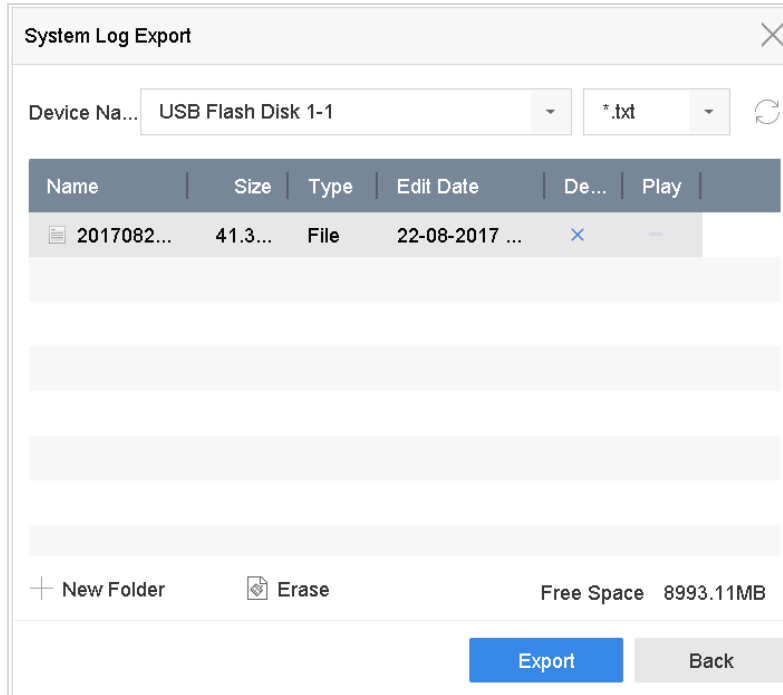 System Log Export
Device Na... USB Flash Disk 1-1 *.txt
Name Size Type Edit Date De... Play
2017082... 41.3... File 22-08-2017 ...
New Folder Erase Free Space 8993.11MB
Export Back